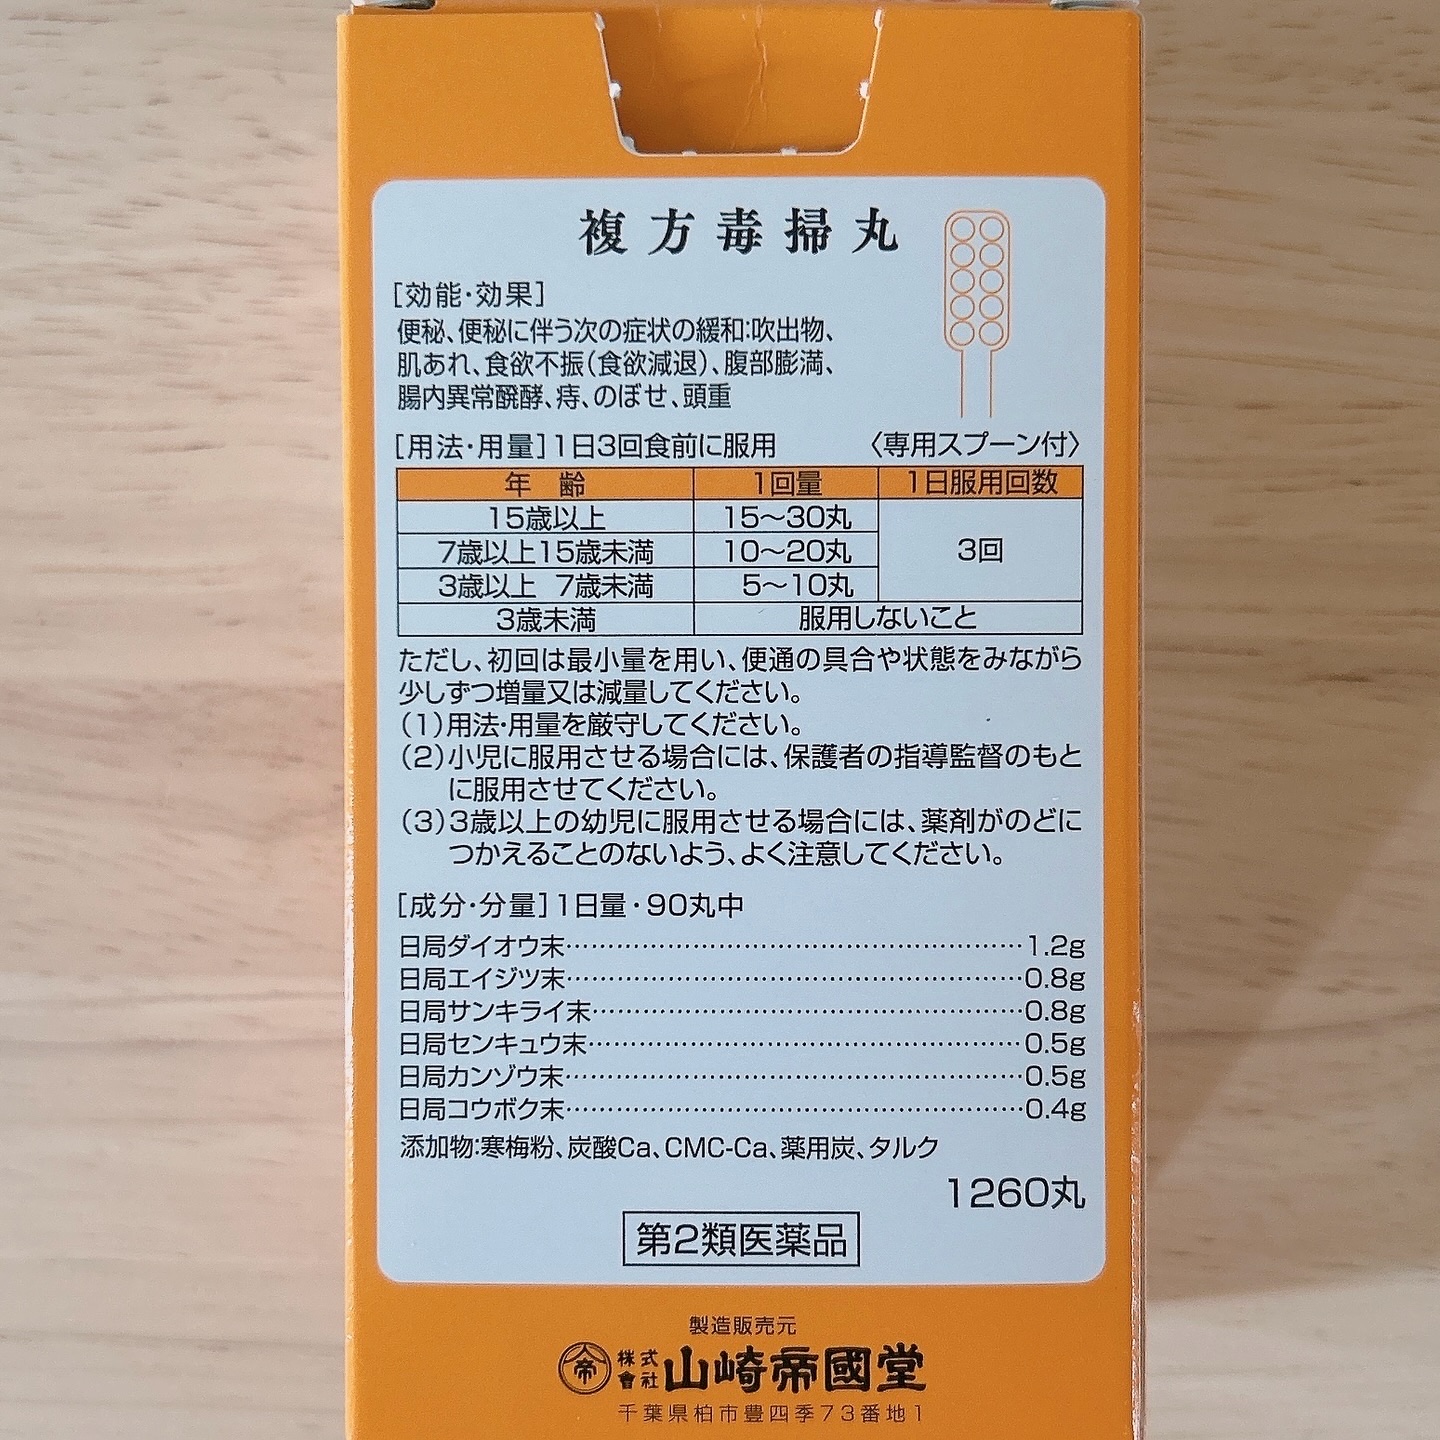 複方毒掃丸
[効能・効果]
便秘、便秘に伴う次の症状の緩和:吹出物、
肌あれ、食欲不振(食欲減退)、腹部膨満、
腸内異常醗酵、痔、のぼせ、頭重
[用法・用量]1日3回食前に服用 〈専用スプーン付〉
年 齢 1回量 1日服用回数
15歳以上 15〜30丸
7歳以上15歳未満 10〜20丸 3回
3歳以上 7歳未満 5〜10丸
3歳未満 服用しないこと
ただし、初回は最小量を用い、便通の具合や状態をみながら
少しずつ増量又は減量してください。
(1)用法・用量を厳守してください。
(2)小児に服用させる場合には、保護者の指導監督のもと
に服用させてください。
(3)3歳以上の幼児に服用させる場合には、薬剤がのどに
つかえることのないよう、よく注意してください。
[成分・分量]1日量・90丸中
日局ダイオウ末……………………………………1.2g
日局エイジツ末……………………………………0.8g
日局サンキライ末…………………………………0.8g
日局センキュウ末…………………………………0.5g
日局カンゾウ末……………………………………0.5g
日局コウボク末……………………………………0.4g
添加物:寒梅粉、炭酸Ca、CMC-Ca、薬用炭、タルク
1260丸
第2類医薬品
製造販売元
帝 株式會社山崎帝國堂
千葉県柏市豊四季73番地1